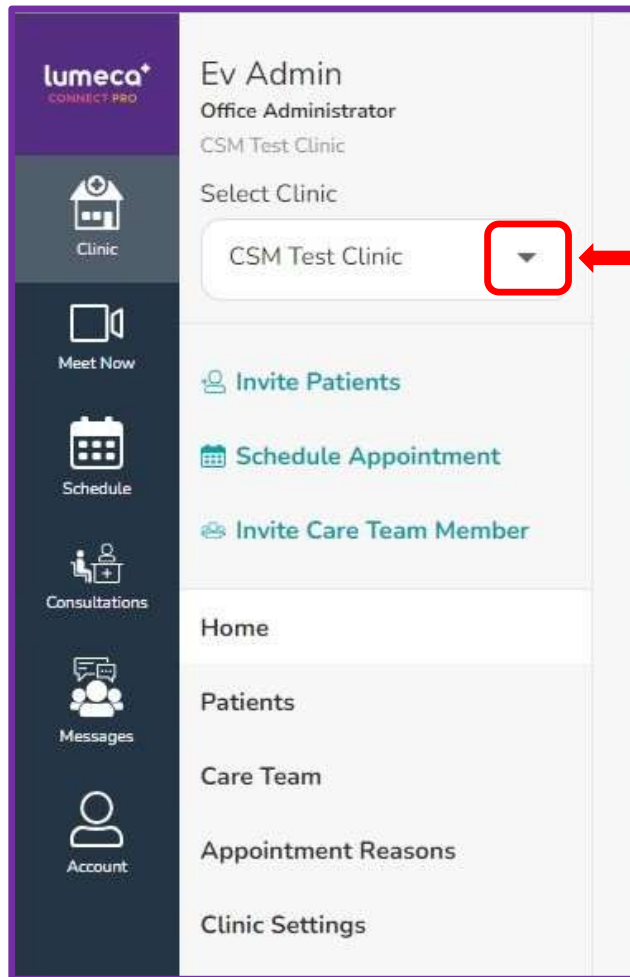 lumeca+
CONNECT PRO
Clinic
Meet Now
Schedule
Consultations
Messages
Account
Ev Admin
Office Administrator
CSM Test Clinic
Select Clinic
CSM Test Clinic
Invite Patients
Schedule Appointment
Invite Care Team Member
Home
Patients
Care Team
Appointment Reasons
Clinic Settings